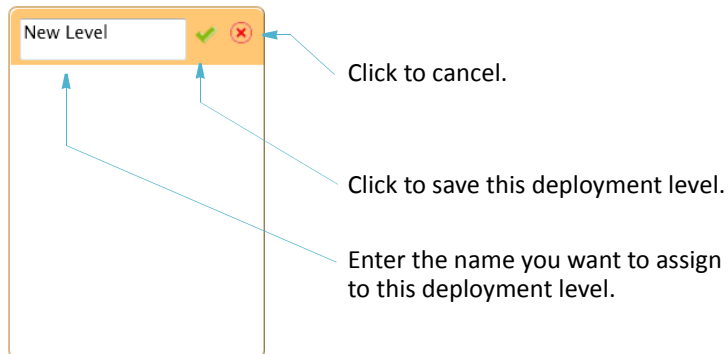 New Level
Click to cancel.
Click to save this deployment level.
Enter the name you want to assign
to this deployment level.